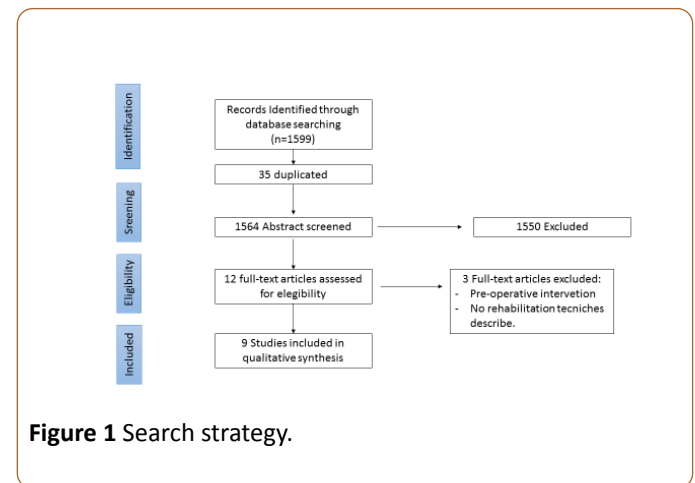 Identification
Records Identified through
database searching
(n=1599)
35 duplicated
Sreening
1564 Abstract screened
1550 Excluded
Eligibility
12 full-text articles assessed
for elegibility
3 Full-text articles excluded:
- Pre-operative intervetion
- No rehabilitation tecniches
describe.
Included
9 Studies included in
qualitative synthesis
Figure 1 Search strategy.